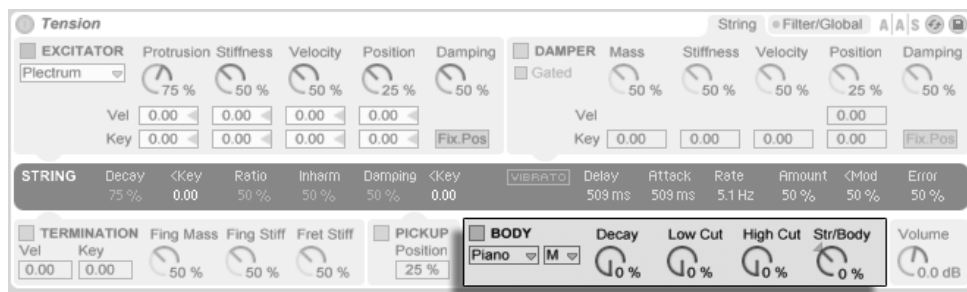 Tension String Filter/Global A A S
EXCITATOR Protrusion Stiffness Velocity Position Damping
Plectrum 75 % 50 % 50 % 25 % 50 %
Vel 0.00 0.00 0.00 0.00
Key 0.00 0.00 0.00 0.00 Fix.Pos
DAMPER Mass Stiffness Velocity Position Damping
Gated 50 % 50 % 50 % 25 % 50 %
Vel 0.00
Key 0.00 0.00 0.00 0.00 Fix.Pos
STRING Decay <Key Ratio Inharm Damping <Key VIBRATO Delay Attack Rate Amount <Mod Error
75 % 0.00 50 % 50 % 50 % 0.00 509 ms 509 ms 5.1 Hz 50 % 50 % 50 %
TERMINATION Fing Mass Fing Stiff Fret Stiff
Vel Key
0.00 0.00 50 % 50 % 50 %
PICKUP
Position
25 %
BODY Decay Low Cut High Cut Str/Body
Piano M 0 % 0 % 0 % 0 %
Volume
0.0 dB